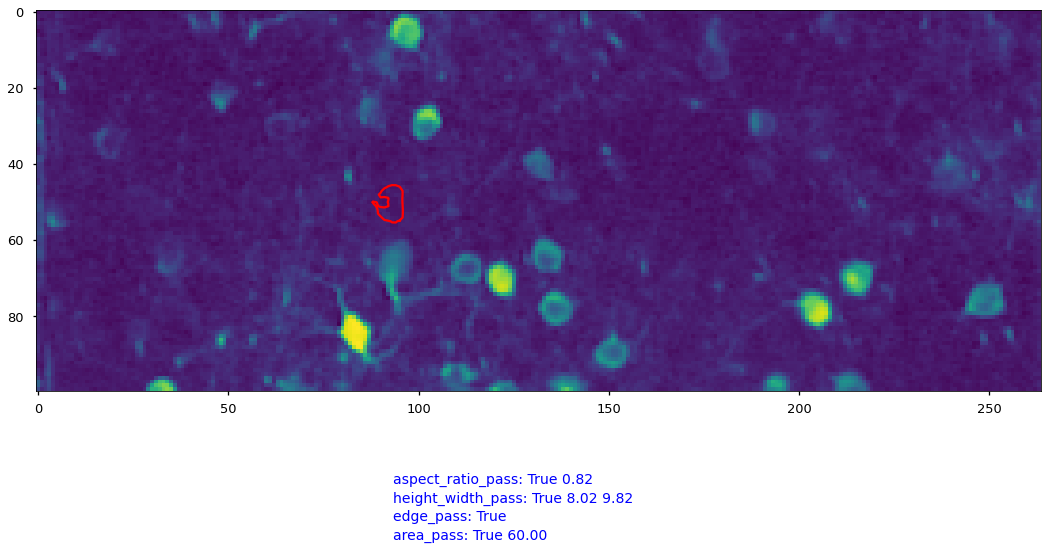 0
20
40
60
80
0 50 100 150 200 250
aspect_ratio_pass: True 0.82
height_width_pass: True 8.02 9.82
edge_pass: True
area_pass: True 60.00